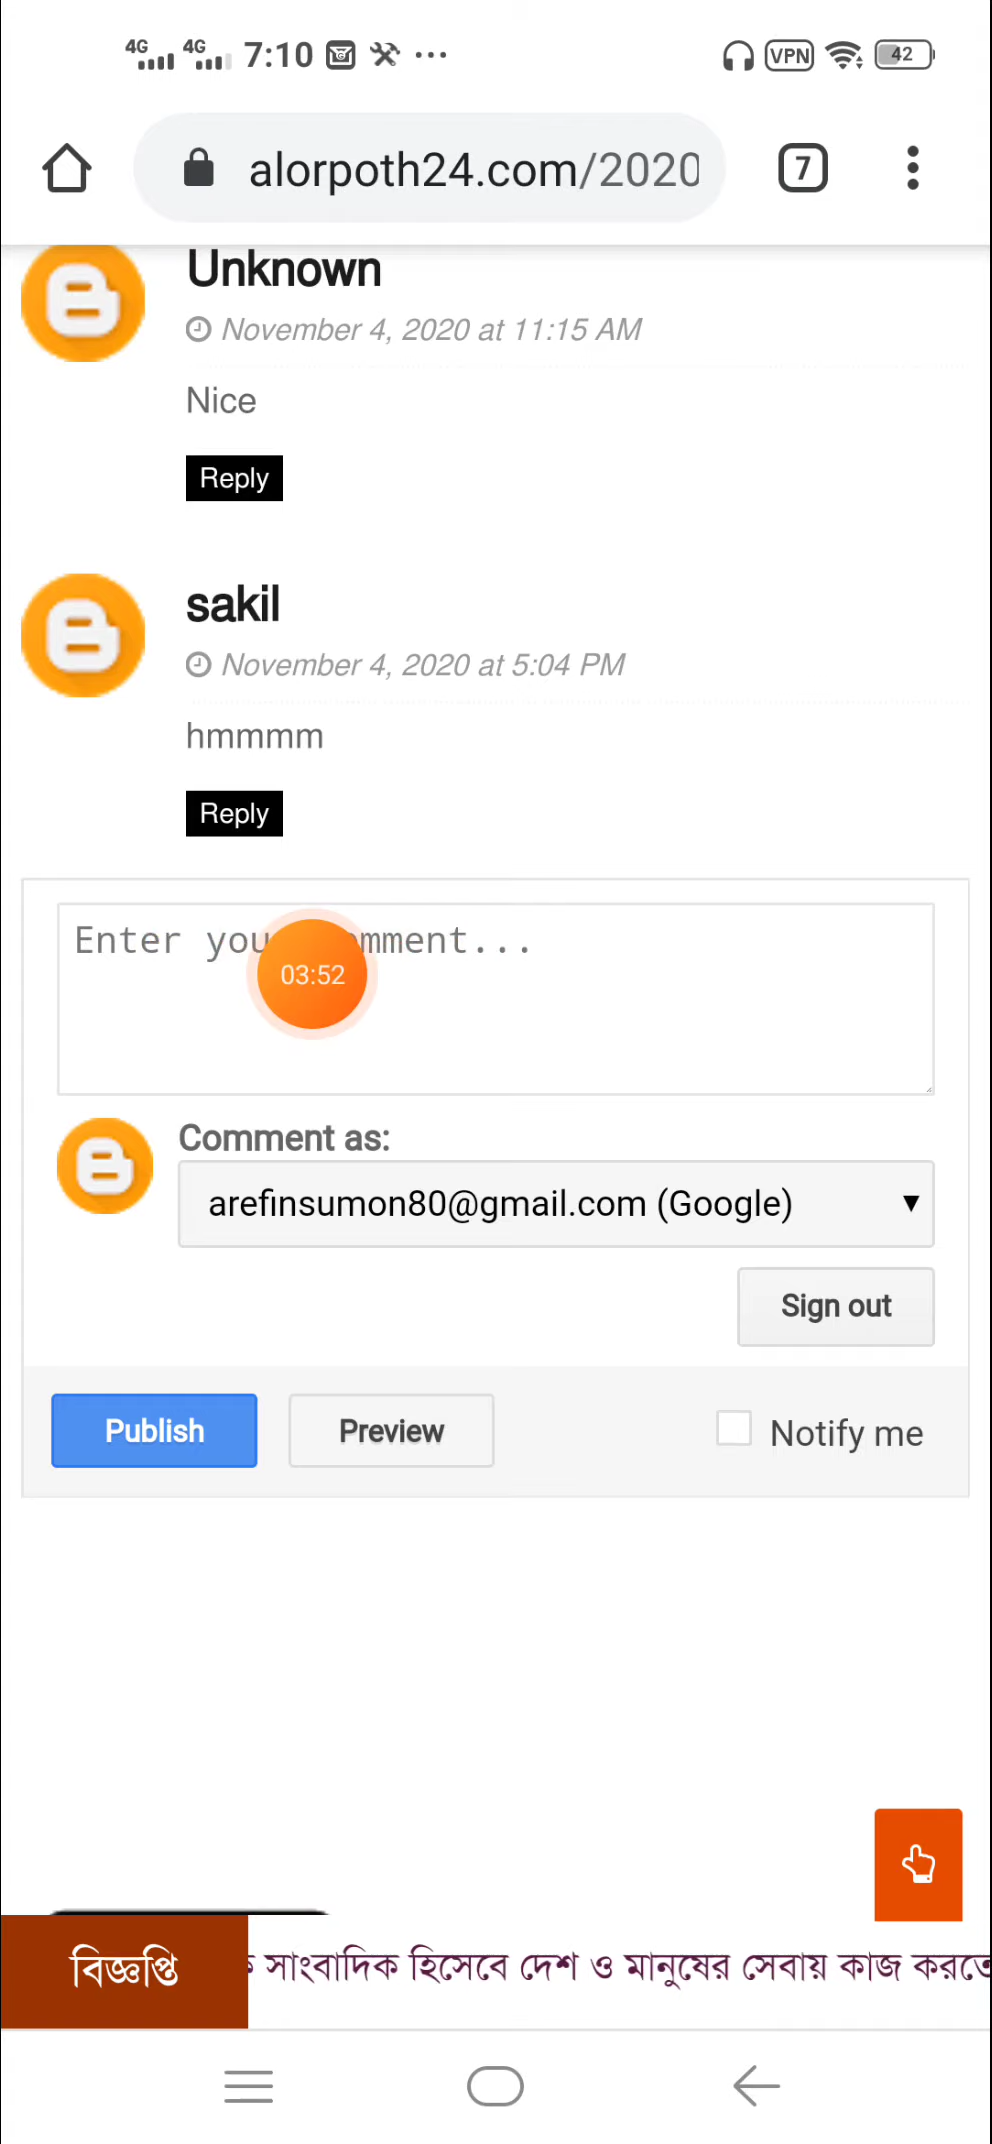 4G 4G 7:10 VPN 42
alorpoth24.com/2020
7
Unknown
November 4, 2020 at 11:15 AM
Nice
Reply
sakil
November 4, 2020 at 5:04 PM
hmmmm
Reply
Enter you mment...
03:52
Comment as:
arefinsumon80@gmail.com (Google)
Sign out
Publish Preview Notify me
বিজ্ঞপ্তি সাংবাদিক হিসেবে দেশ ও মানুষের সেবায় কাজ করতে